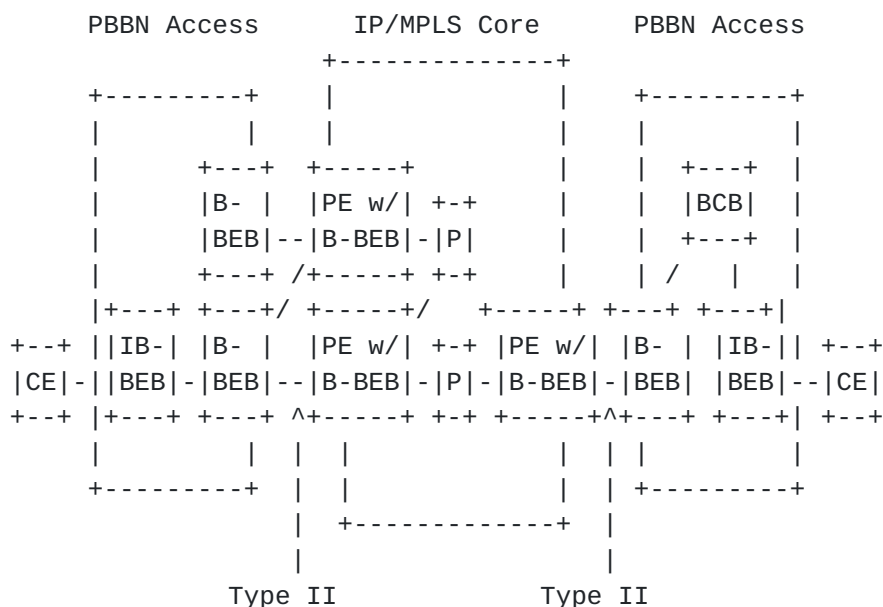 PBBN Access IP/MPLS Core PBBN Access
B- PE w/ BCB
BEB B-BEB P
IB- B- PE w/ PE w/ B- IB-
CE BEB BEB B-BEB P B-BEB BEB BEB CE
Type II Type II